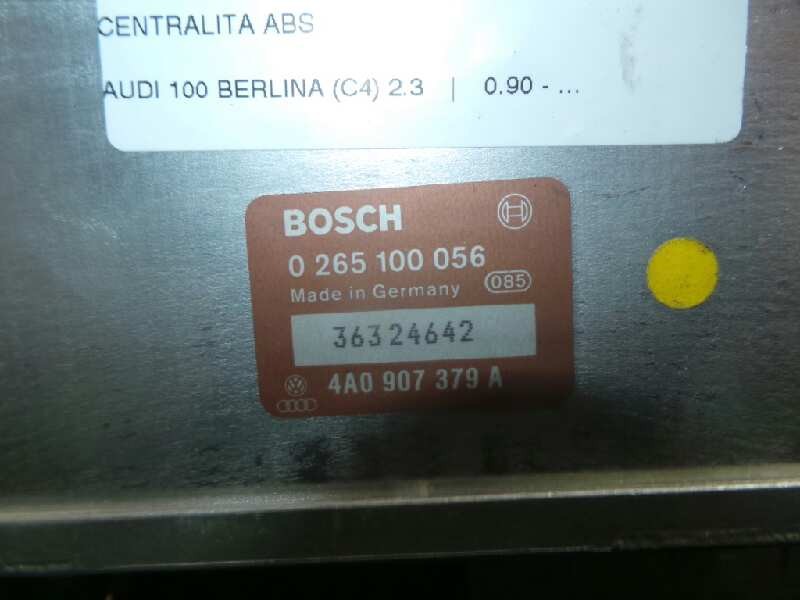 CENTRALITA ABS
AUDI 100 BERLINA (C4) 2.3 | 0.90 - ...
BOSCH
0 265 100 056
Made in Germany 085
36324642
4A0 907 379 A